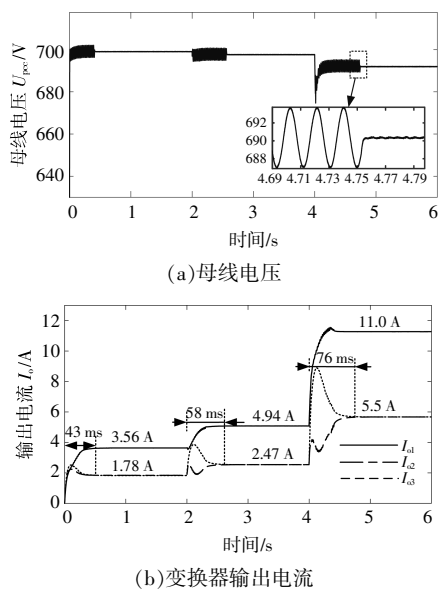 母线电压 Upcc/V
700
680
660
640
692
690
688
4.69 4.71 4.73 4.75 4.77 4.79
0 1 2 3 4 5 6
时间/s
(a)母线电压
输出电流 Io/A
12
10
8
6
4
2
0
11.0 A
76 ms
58 ms
4.94 A
5.5 A
43 ms
3.56 A
2.47 A
1.78 A
Io1
Io2
Io3
0 1 2 3 4 5 6
时间/s
(b)变换器输出电流